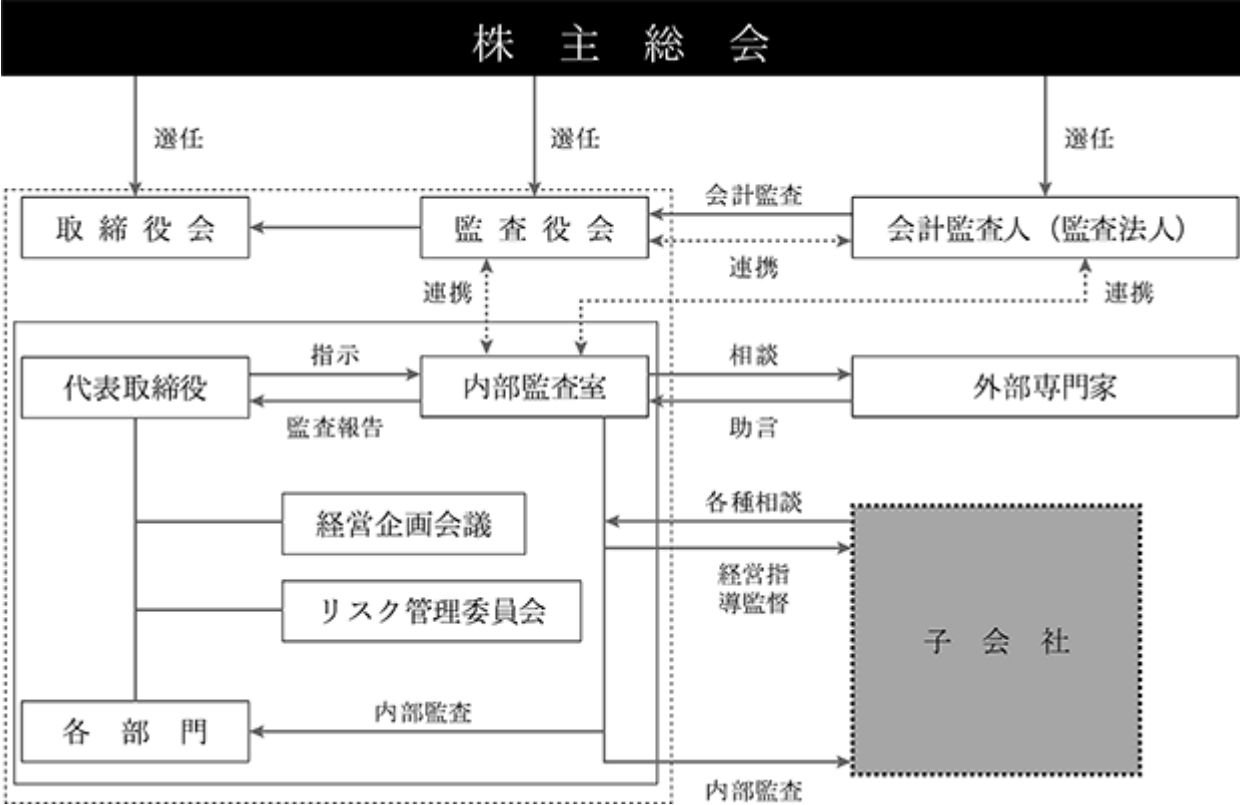 株主総会
選任
選任
選任
取締役会
監査役会
会計監査
会計監査人（監査法人）
連携
連携
連携
代表取締役
指示
監査報告
内部監査室
相談
助言
外部専門家
経営企画会議
各種相談
経営指
導監督
リスク管理委員会
子会社
各部門
内部監査
内部監査